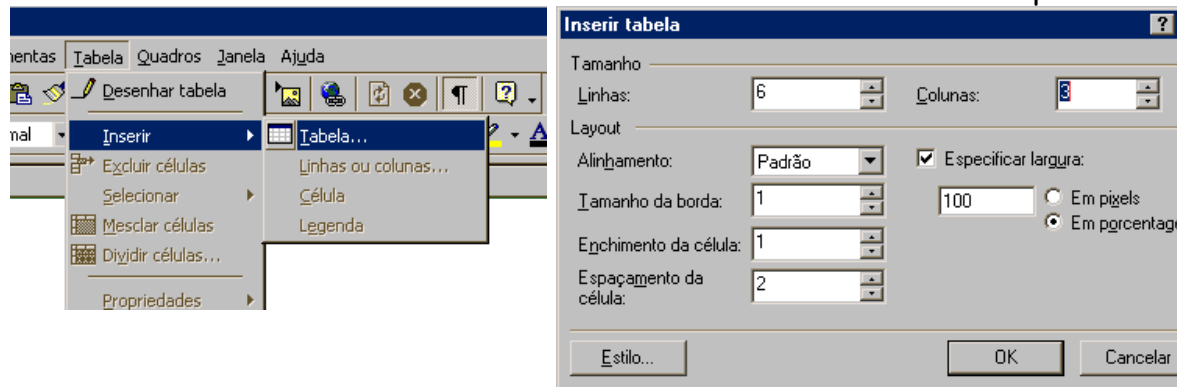 mentas Tabela Quadros Janela Ajuda
Desenhar tabela
mal
Inserir
Excluir células
Selecionar
Mesclar células
Dividir células...
Propriedades
Tabela...
Linhas ou colunas...
Célula
Legenda
Inserir tabela
Tamanho
Linhas: 6 Colunas: 3
Layout
Alinhamento: Padrão Especificar largura:
Tamanho da borda: 1 100 Em pixels
Em porcentage
Enchimento da célula: 1
Espaçamento da
célula: 2
Estilo... OK Cancelar